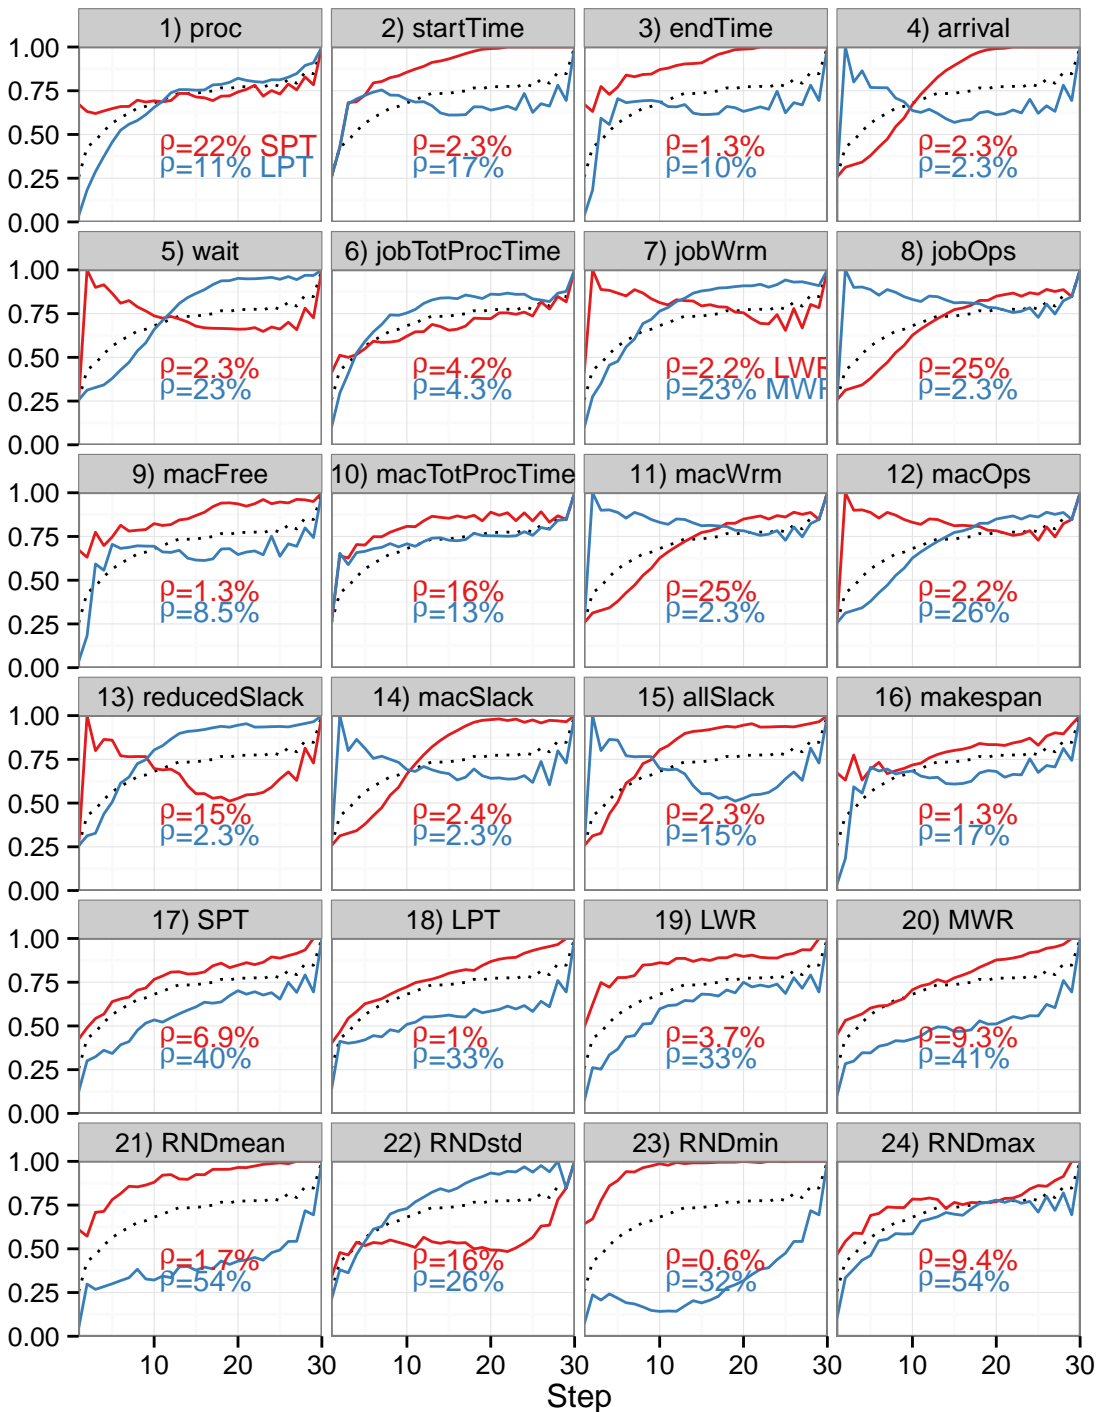 1) proc
2) startTime
3) endTime
4) arrival
1.00
0.75
0.50
0.25
0.00
ρ=22% SPT
ρ=11% LPT
ρ=2.3%
ρ=17%
ρ=1.3%
ρ=10%
ρ=2.3%
ρ=2.3%
5) wait
6) jobTotProcTime
7) jobWrm
8) jobOps
1.00
0.75
0.50
0.25
0.00
ρ=2.3%
ρ=23%
ρ=4.2%
ρ=4.3%
ρ=2.2% LWR
ρ=23% MWR
ρ=25%
ρ=2.3%
9) macFree
10) macTotProcTime
11) macWrm
12) macOps
1.00
0.75
0.50
0.25
0.00
ρ=1.3%
ρ=8.5%
ρ=16%
ρ=13%
ρ=25%
ρ=2.3%
ρ=2.2%
ρ=26%
13) reducedSlack
14) macSlack
15) allSlack
16) makespan
1.00
0.75
0.50
0.25
0.00
ρ=15%
ρ=2.3%
ρ=2.4%
ρ=2.3%
ρ=2.3%
ρ=15%
ρ=1.3%
ρ=17%
17) SPT
18) LPT
19) LWR
20) MWR
1.00
0.75
0.50
0.25
0.00
ρ=6.9%
ρ=40%
ρ=1%
ρ=33%
ρ=3.7%
ρ=33%
ρ=9.3%
ρ=41%
21) RNDmean
22) RNDstd
23) RNDmin
24) RNDmax
1.00
0.75
0.50
0.25
0.00
ρ=1.7%
ρ=54%
ρ=16%
ρ=26%
ρ=0.6%
ρ=32%
ρ=9.4%
ρ=54%
10 20 30 10 20 30 10 20 30 10 20 30
Step